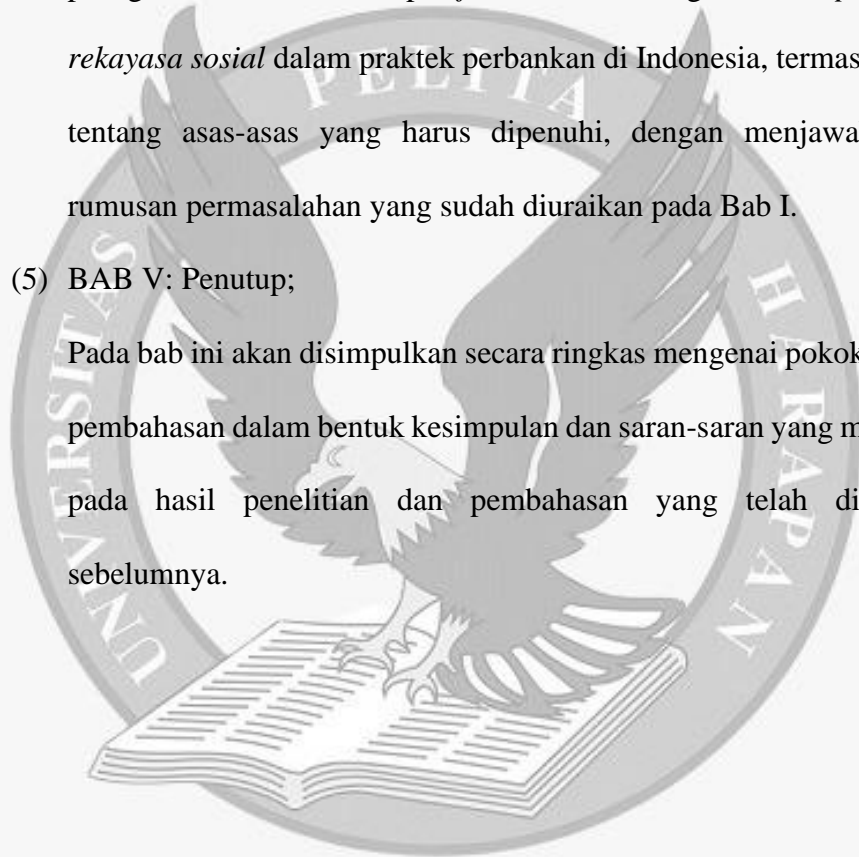 rekayasa sosial dalam praktek perbankan di Indonesia, termas
tentang asas-asas yang harus dipenuhi, dengan menjawa
rumusan permasalahan yang sudah diuraikan pada Bab I.
(5) BAB V: Penutup;
Pada bab ini akan disimpulkan secara ringkas mengenai pokok
pembahasan dalam bentuk kesimpulan dan saran-saran yang m
pada hasil penelitian dan pembahasan yang telah di
sebelumnya.
UNIVERSITAS PELITA HARAPAN